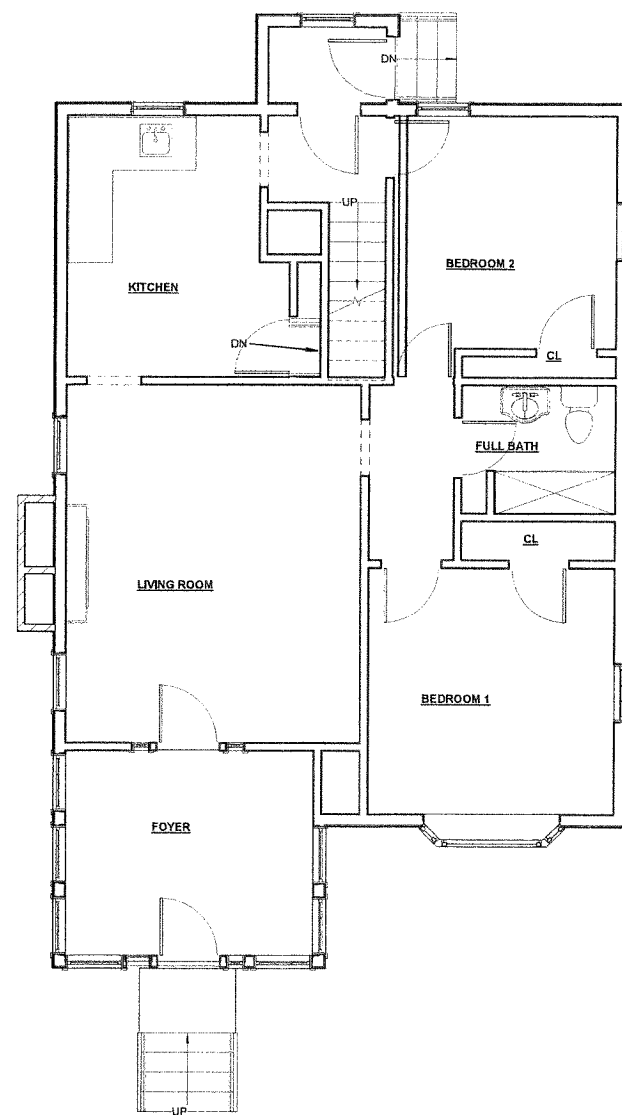 DN
UP
BEDROOM 2
KITCHEN
DN
CL
FULL BATH
CL
LIVING ROOM
BEDROOM 1
FOYER
UP